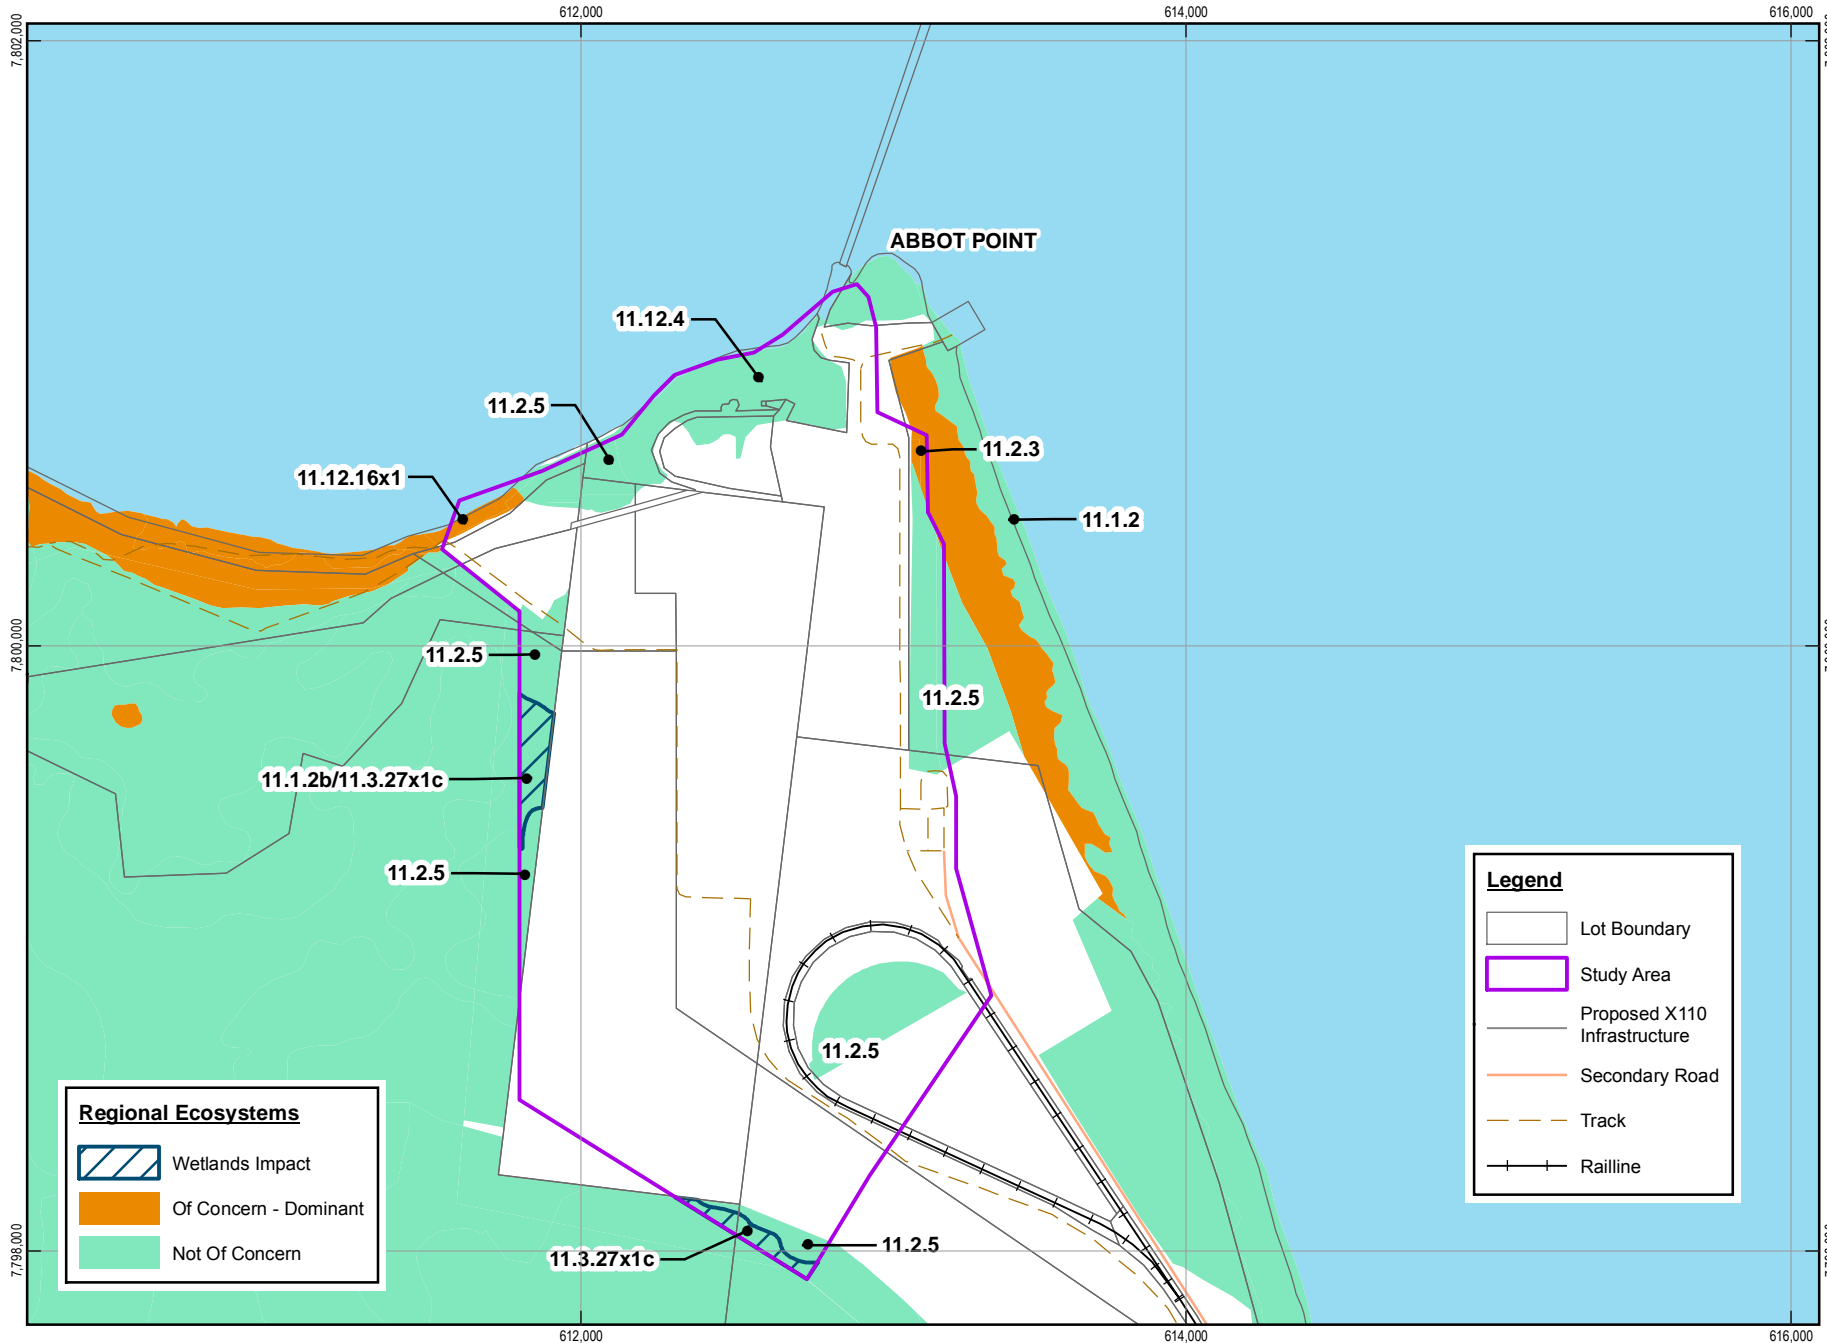 612,000
614,000
616,000
7,802,000
ABBOT POINT
11.12.4
11.2.5
11.2.3
11.12.16x1
11.1.2
7,800,000
11.2.5
11.2.5
11.1.2b/11.3.27x1c
11.2.5
11.2.5
11.2.5
11.3.27x1c
7,798,000
Legend
Lot Boundary
Study Area
Proposed X110
Infrastructure
Secondary Road
Track
Railline
Regional Ecosystems
Wetlands Impact
Of Concern - Dominant
Not Of Concern
612,000
614,000
616,000